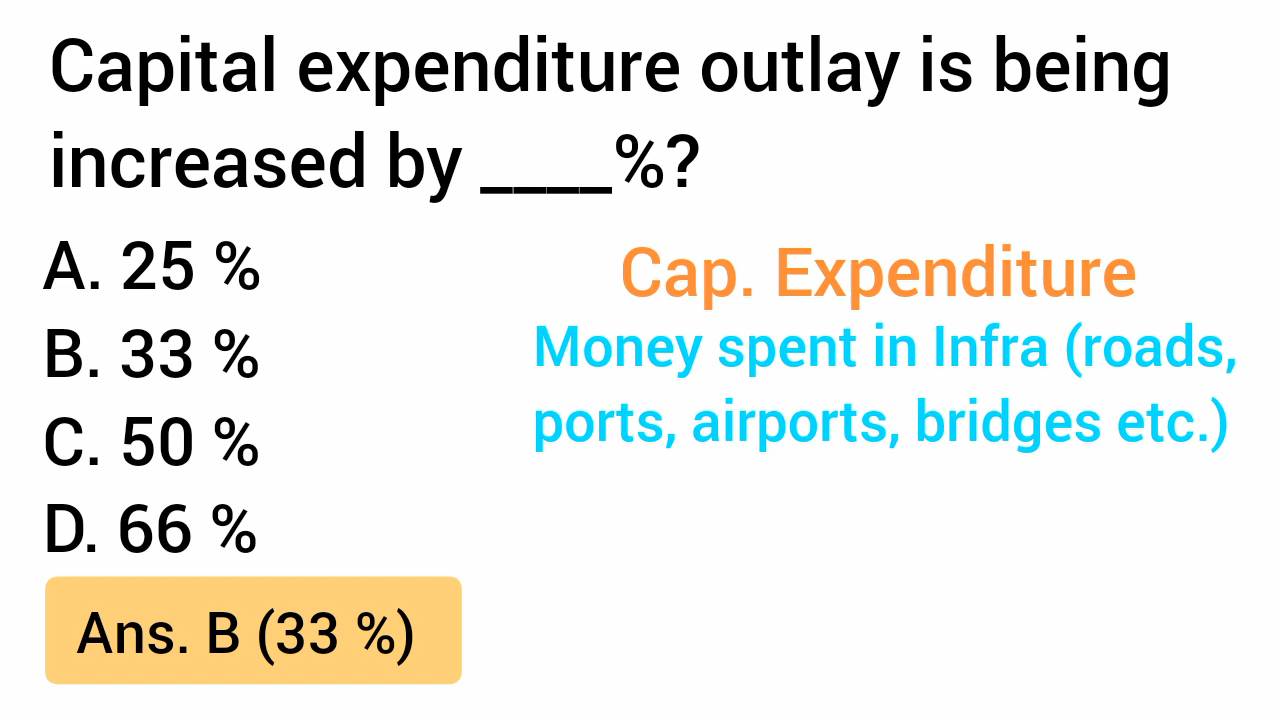 Capital expenditure outlay is being
increased by ____%?
A. 25 %
B. 33 %
C. 50 %
D. 66 %
Ans. B (33 %)
Cap. Expenditure
Money spent in Infra (roads,
ports, airports, bridges etc.)